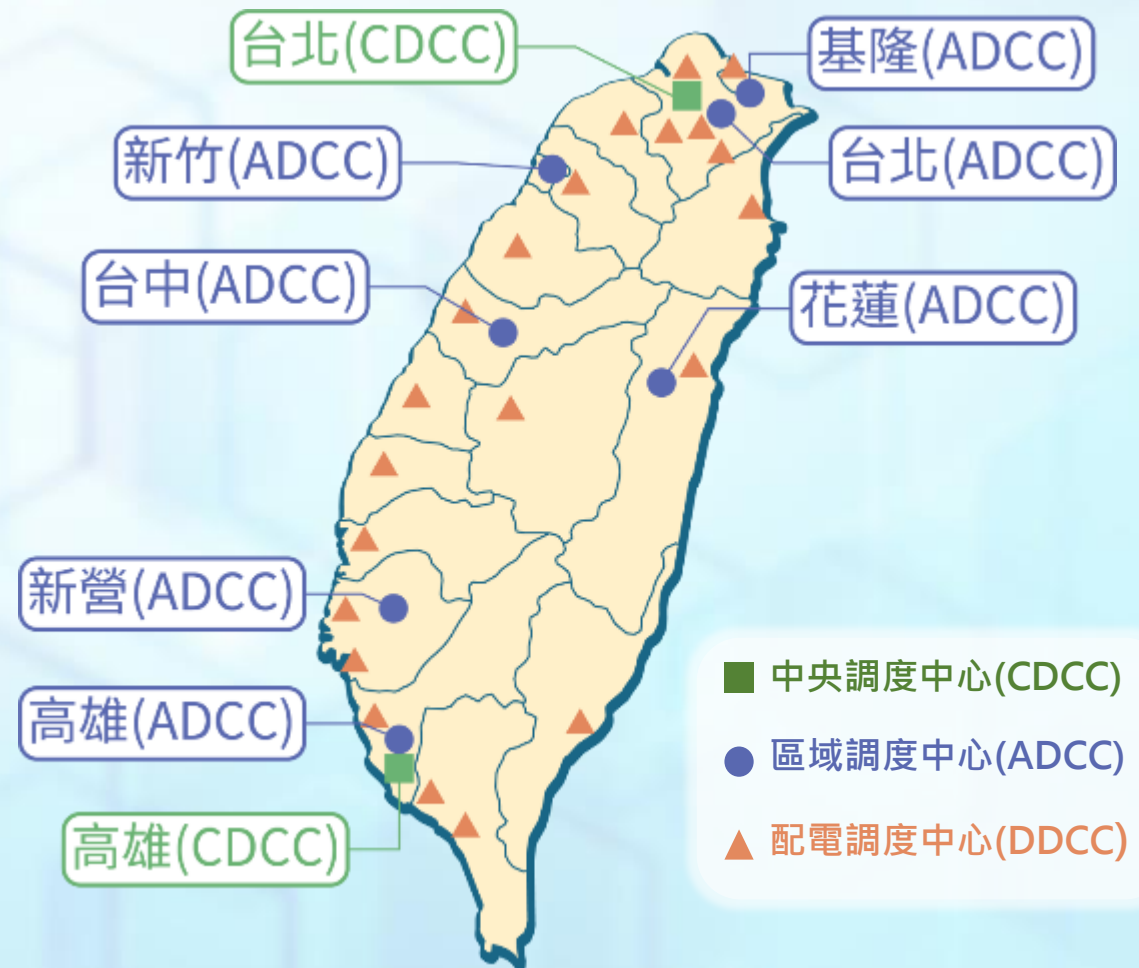 台北(CDCC)
基隆(ADCC)
新竹(ADCC)
台北(ADCC)
台中(ADCC)
花蓮(ADCC)
新營(ADCC)
高雄(ADCC)
高雄(CDCC)
中央調度中心(CDCC)
區域調度中心(ADCC)
配電調度中心(DDCC)